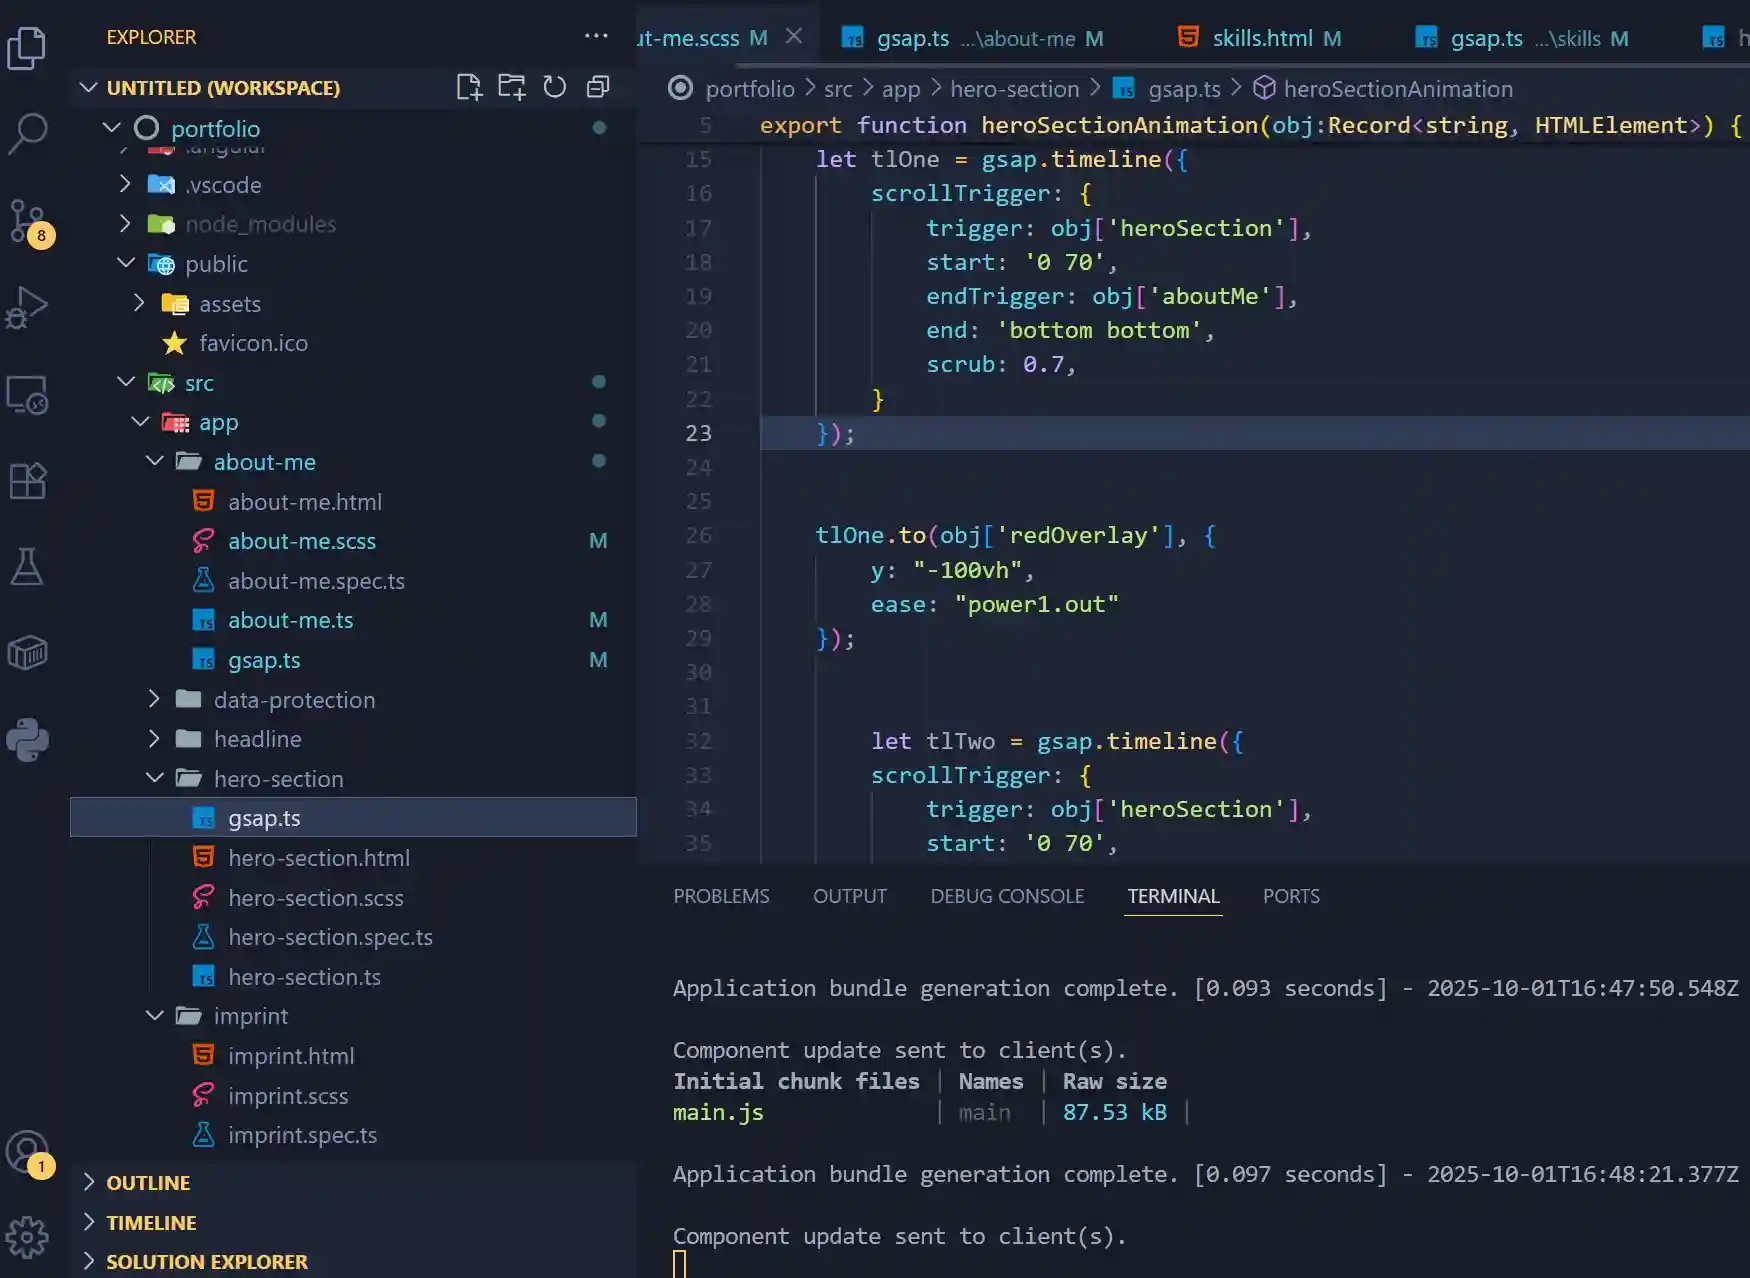 EXPLORER
UNTITLED (WORKSPACE)
portfolio
.angular
.vscode
node_modules
public
assets
favicon.ico
src
app
about-me
about-me.html
about-me.scss M
about-me.spec.ts
about-me.ts M
gsap.ts M
data-protection
headline
hero-section
gsap.ts
hero-section.html
hero-section.scss
hero-section.spec.ts
hero-section.ts
imprint
imprint.html
imprint.scss
imprint.spec.ts
OUTLINE
TIMELINE
SOLUTION EXPLORER
8
1
ut-me.scss M gsap.ts ...\about-me M skills.html M gsap.ts ...\skills M h
portfolio > src > app > hero-section > gsap.ts > heroSectionAnimation
5 export function heroSectionAnimation(obj:Record<string, HTMLElement>) {
15 let tlOne = gsap.timeline({
16 scrollTrigger: {
17 trigger: obj['heroSection'],
18 start: '0 70',
19 endTrigger: obj['aboutMe'],
20 end: 'bottom bottom',
21 scrub: 0.7,
22 }
23 });
24
25
26 tlOne.to(obj['redOverlay'], {
27 y: "-100vh",
28 ease: "power1.out"
29 });
30
31
32 let tlTwo = gsap.timeline({
33 scrollTrigger: {
34 trigger: obj['heroSection'],
35 start: '0 70',
PROBLEMS OUTPUT DEBUG CONSOLE TERMINAL PORTS
Application bundle generation complete. [0.093 seconds] - 2025-10-01T16:47:50.548Z
Component update sent to client(s).
Initial chunk files | Names | Raw size
main.js | main | 87.53 kB |
Application bundle generation complete. [0.097 seconds] - 2025-10-01T16:48:21.377Z
Component update sent to client(s).